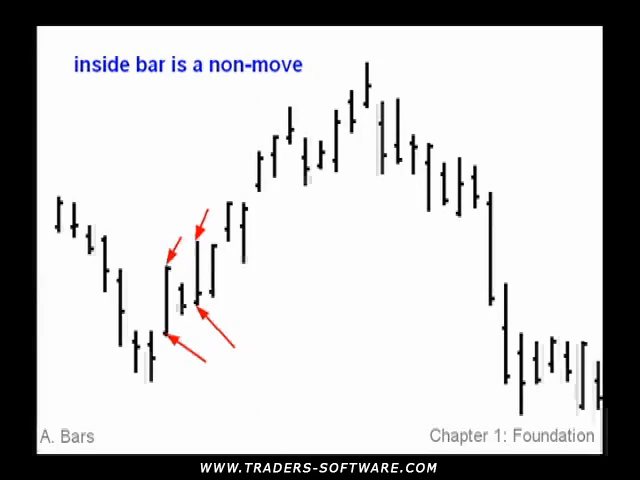 inside bar is a non-move
A. Bars
Chapter 1: Foundation
WWW.TRADERS-SOFTWARE.COM